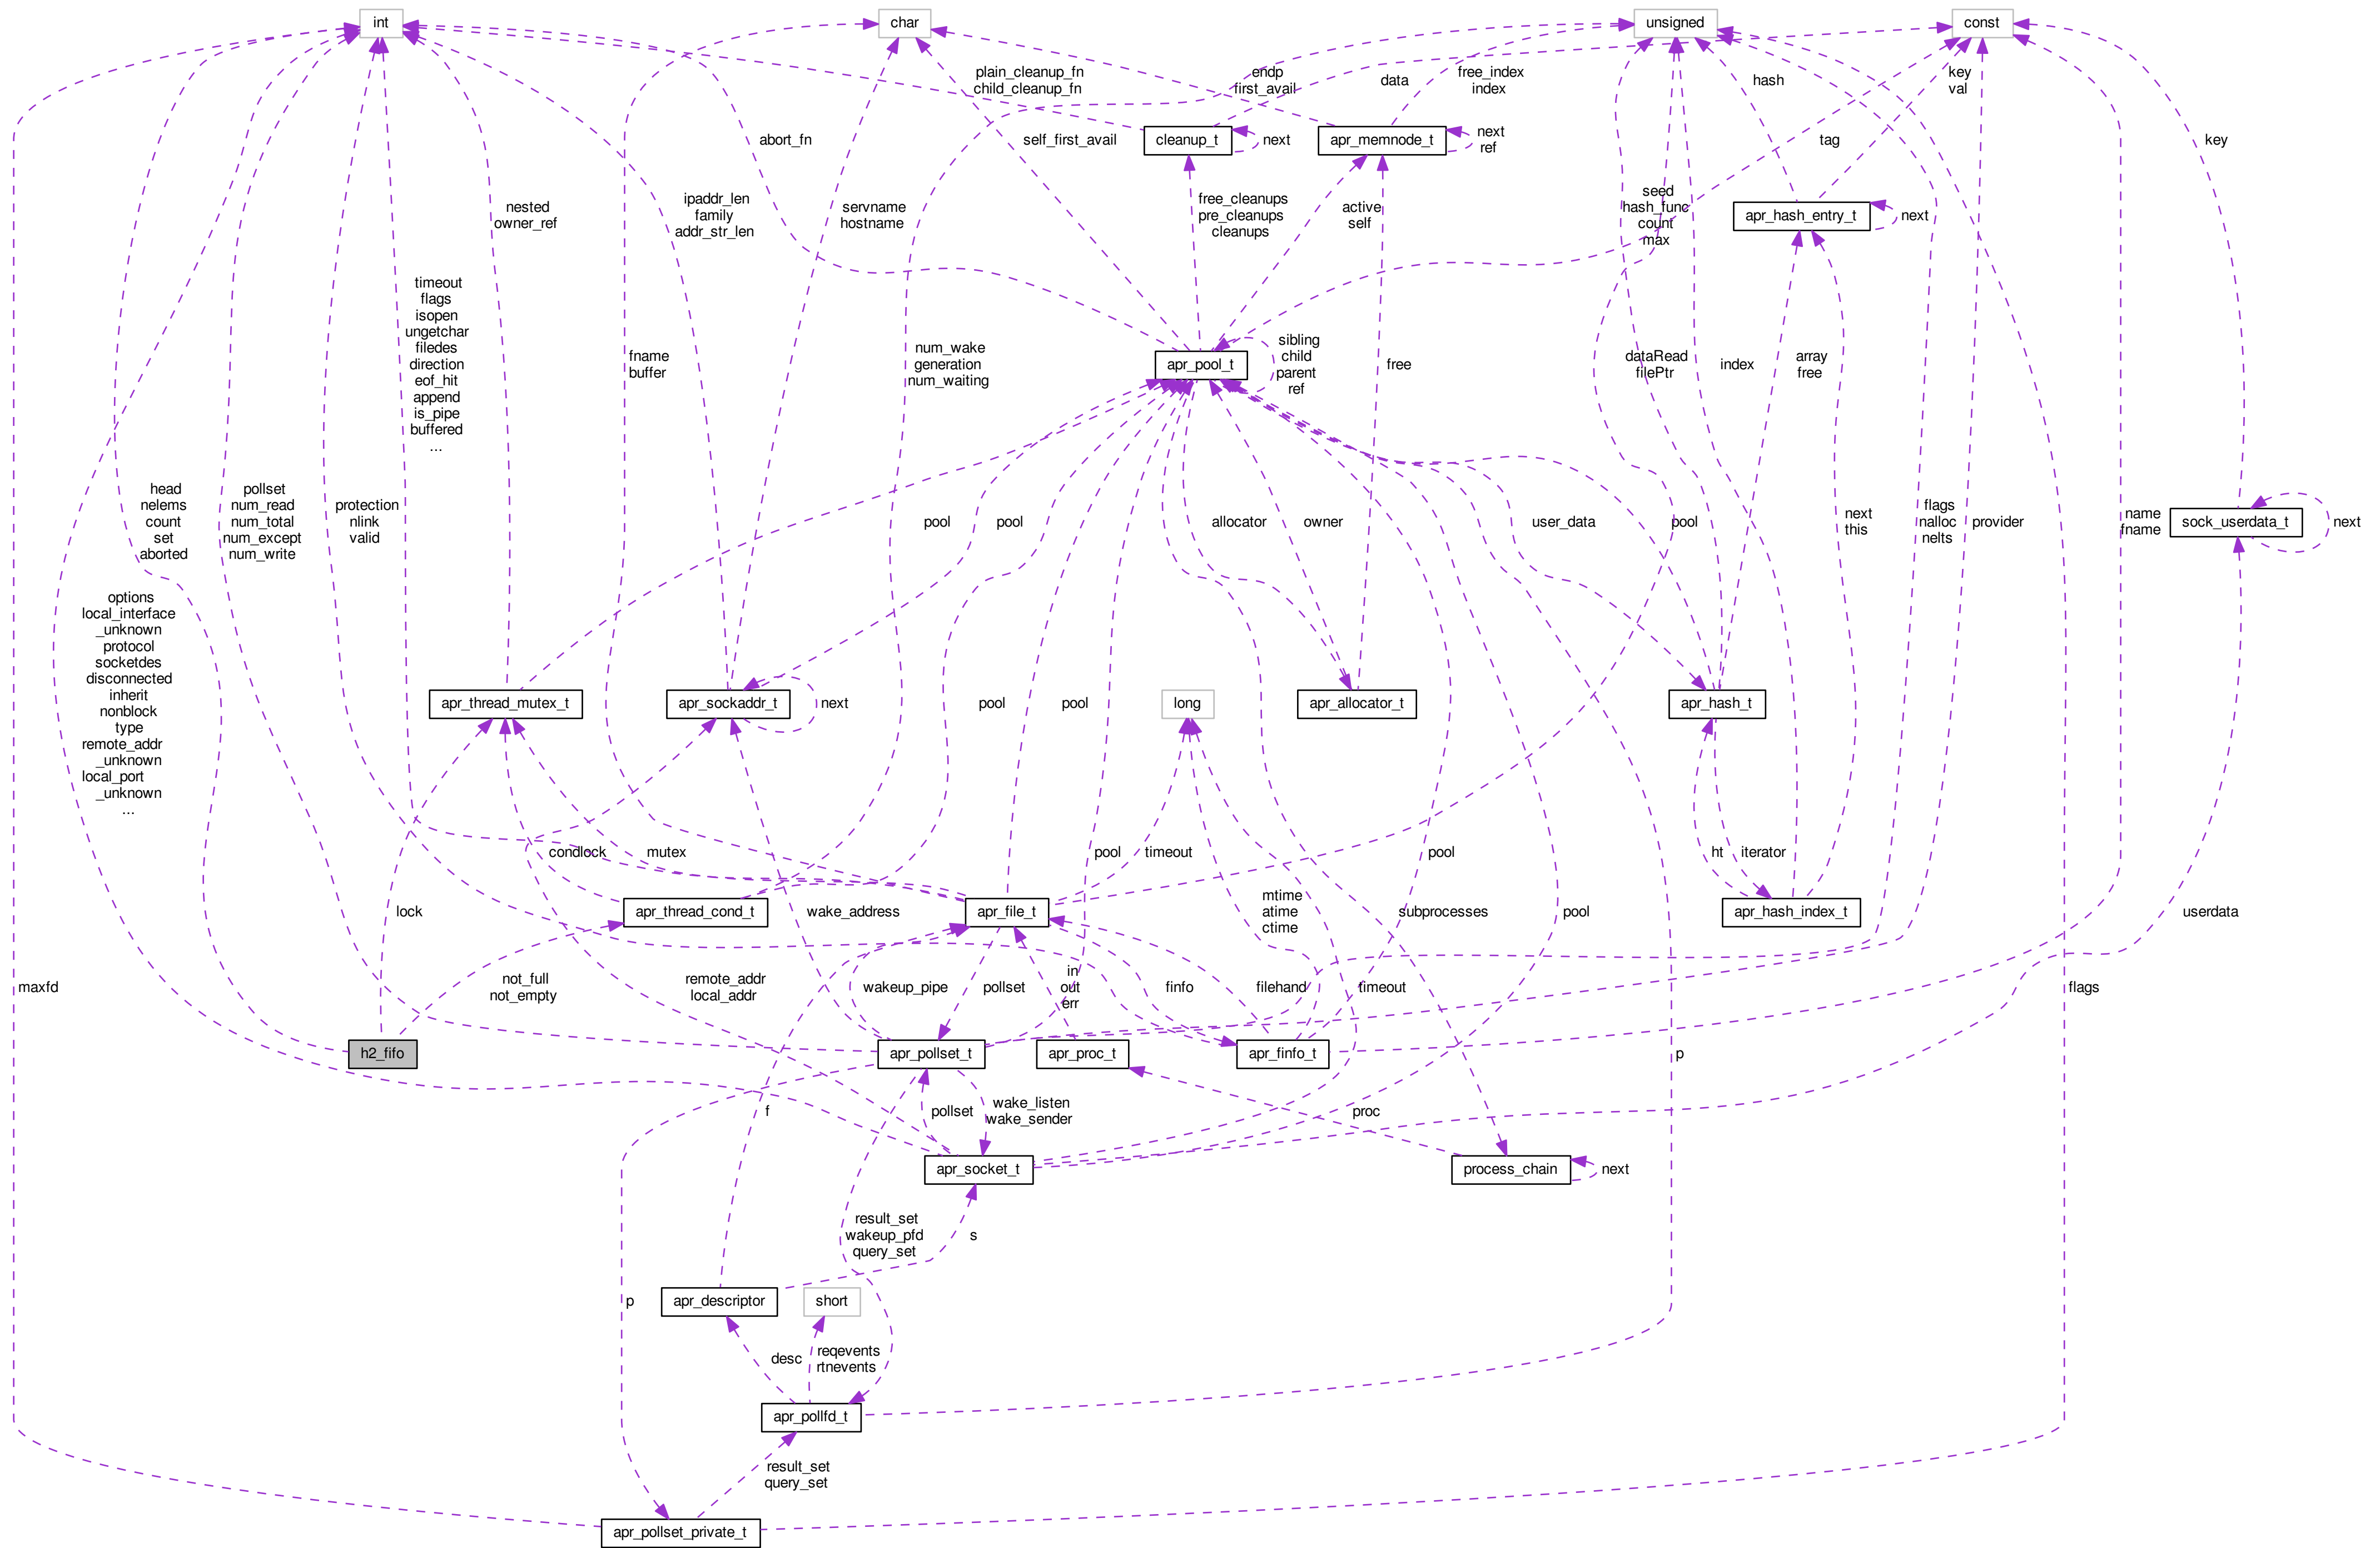 int
char
unsigned
const
plain_cleanup_fn
child_cleanup_fn
endp
first_avail
data
free_index
index
hash
key
val
abort_fn
self_first_avail
cleanup_t
next
apr_memnode_t
next
ref
tag
key
nested
owner_ref
ipaddr_len
family
addr_str_len
servname
hostname
free_cleanups
pre_cleanups
cleanups
active
self
seed
hash_func
count
max
apr_hash_entry_t
next
timeout
flags
isopen
ungetchar
filedes
direction
eof_hit
append
is_pipe
buffered
...
fname
buffer
num_wake
generation
num_waiting
apr_pool_t
sibling
child
parent
ref
free
dataRead
filePtr
index
array
free
head
nelems
count
set
aborted
pollset
num_read
num_total
num_except
num_write
protection
nlink
valid
pool
pool
allocator
owner
user_data
pool
next
this
flags
nalloc
nelts
provider
name
fname
sock_userdata_t
next
options
local_interface
_unknown
protocol
socketdes
disconnected
inherit
nonblock
type
remote_addr
_unknown
local_port
_unknown
...
apr_thread_mutex_t
apr_sockaddr_t
next
pool
pool
long
apr_allocator_t
apr_hash_t
condlock
mutex
pool
timeout
pool
ht
iterator
lock
apr_thread_cond_t
wake_address
apr_file_t
mtime
atime
ctime
subprocesses
pool
apr_hash_index_t
userdata
maxfd
not_full
not_empty
remote_addr
local_addr
wakeup_pipe
pollset
in
out
err
finfo
filehand
timeout
flags
h2_fifo
apr_pollset_t
apr_proc_t
apr_finfo_t
p
f
pollset
wake_listen
wake_sender
proc
apr_socket_t
process_chain
next
result_set
wakeup_pfd
query_set
s
p
apr_descriptor
short
desc
reqevents
rtnevents
apr_pollfd_t
result_set
query_set
apr_pollset_private_t